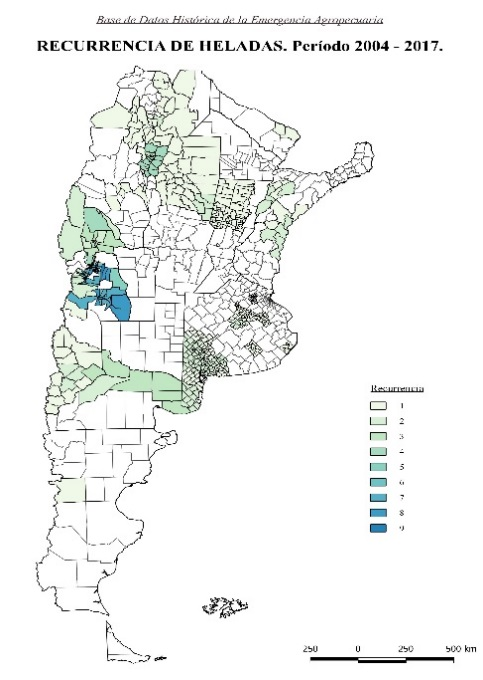 Base de Datos Histórica de la Emergencia Agropecuaria
RECURRENCIA DE HELADAS. Período 2004 - 2017.
Recurrencia
1
2
3
4
5
6
7
8
9
250 0 250 500 km